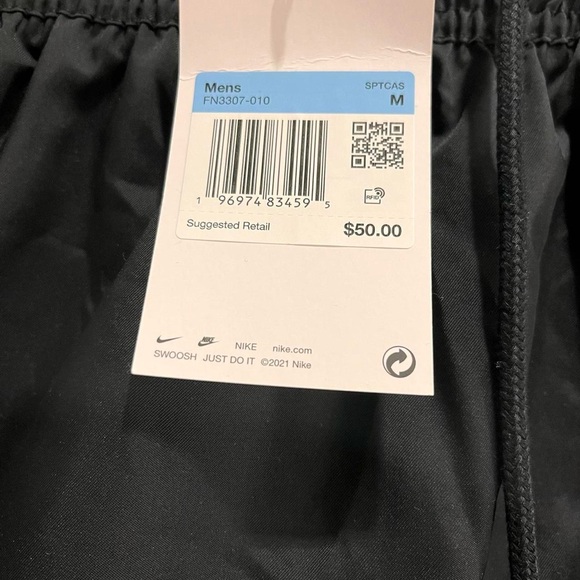 Mens SPTCAS
FN3307-010 M
1 96974 83459 5
RFID
Suggested Retail $50.00
NIKE nike.com
SWOOSH JUST DO IT ©2021 Nike